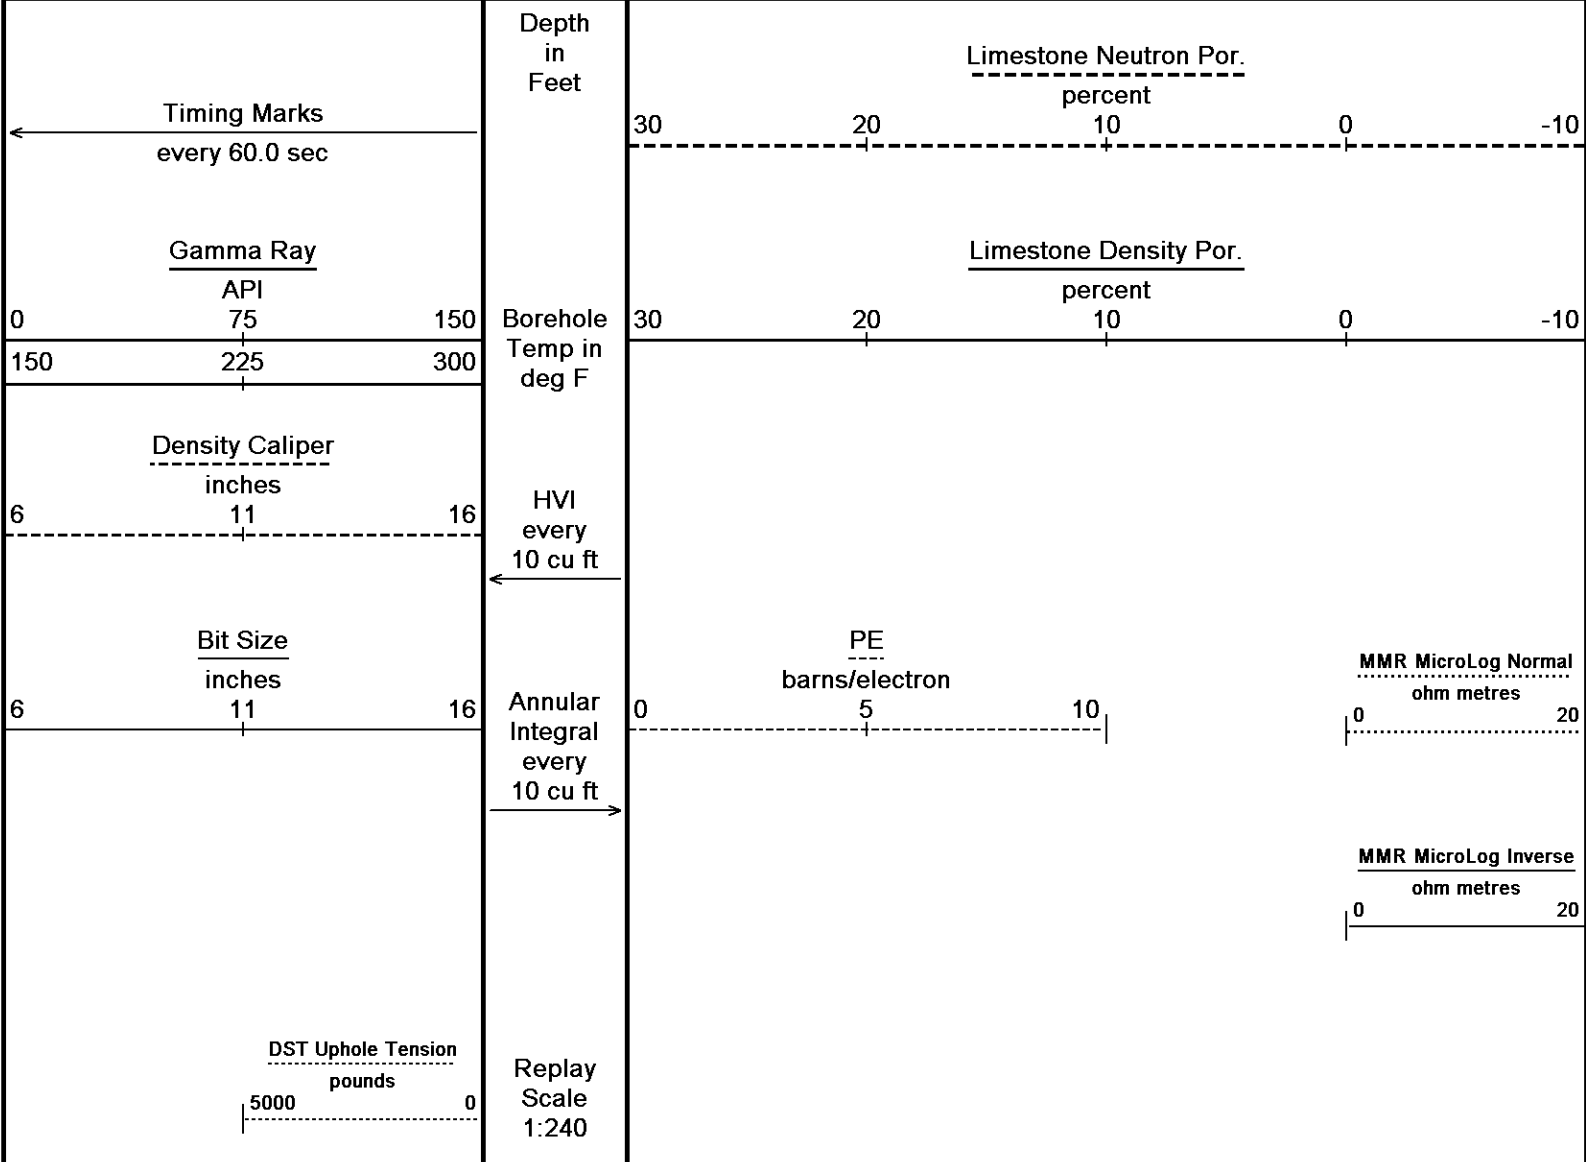 Timing Marks
every 60.0 sec
Gamma Ray
API
0 75 150
150 225 300
Density Caliper
inches
6 11 16
Bit Size
inches
6 11 16
DST Uphole Tension
pounds
5000 0
Depth
in
Feet
Borehole
Temp in
deg F
HVI
every
10 cu ft
Annular
Integral
every
10 cu ft
Replay
Scale
1:240
Limestone Neutron Por.
percent
30 20 10 0 -10
Limestone Density Por.
percent
30 20 10 0 -10
PE
barns/electron
0 5 10
MMR MicroLog Normal
ohm metres
0 20
MMR MicroLog Inverse
ohm metres
0 20